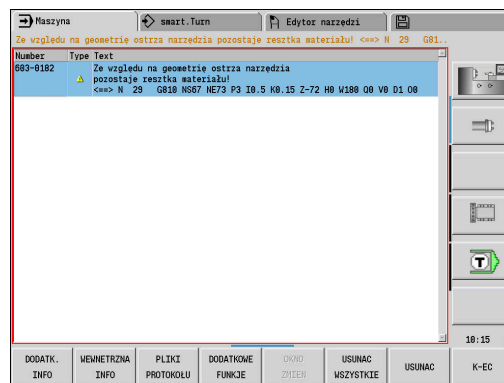 Maszyna
smart.Turn
Edytor narzędzi
Ze względu na geometrię ostrza narzędzia pozostaje resztka materiału! <==> N 29 G81..
Number Type Text
603-0182 Ze względu na geometrię ostrza narzędzia
pozostaje resztka materiału!
<==> N 29 G810 NS67 NE73 P3 I0.5 K0.15 Z-72 H0 W180 Q0 V0 D1 O0
T
10:15
DODATK. INFO
WEWNETRZNA INFO
PLIKI PROTOKOŁU
DODATKOWE FUNKJE
OKNO ZMIEN
USUNAC WSZYSTKIE
USUNAC
K-EC